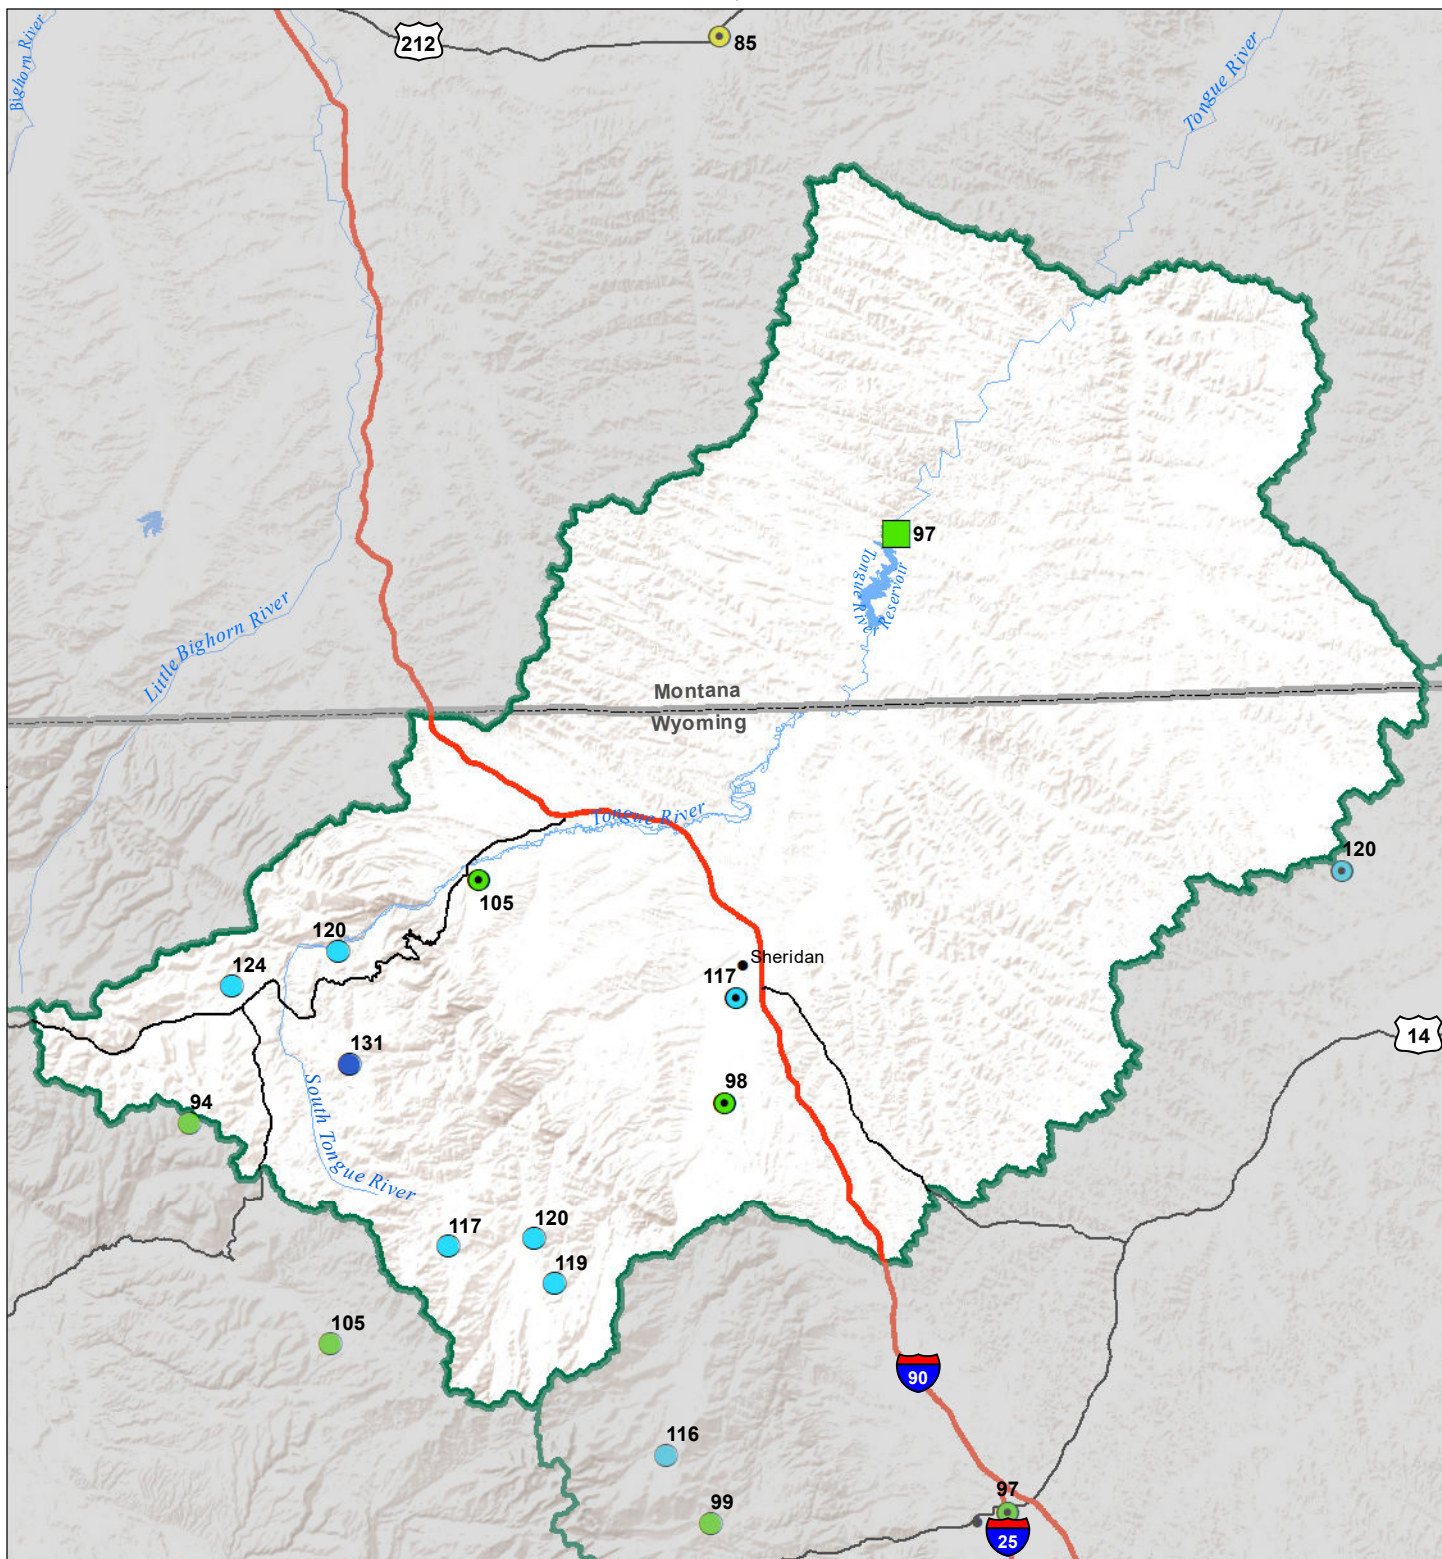 Bighorn River
212
85
Tongue River
97
Tongue River
Reservoir
Little Bighorn River
Montana
Wyoming
Tongue River
120
105
120
124
Sheridan
117
14
131
98
94
South Tongue River
117
120
119
105
90
116
97
99
25